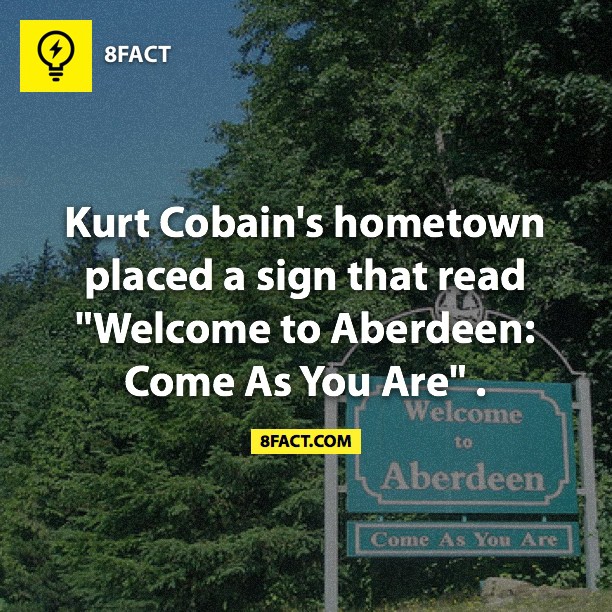 8FACT
Kurt Cobain's hometown
placed a sign that read
"Welcome to Aberdeen:
Come As You Are" .
8FACT.COM
Welcome
to
Aberdeen
Come As You Are